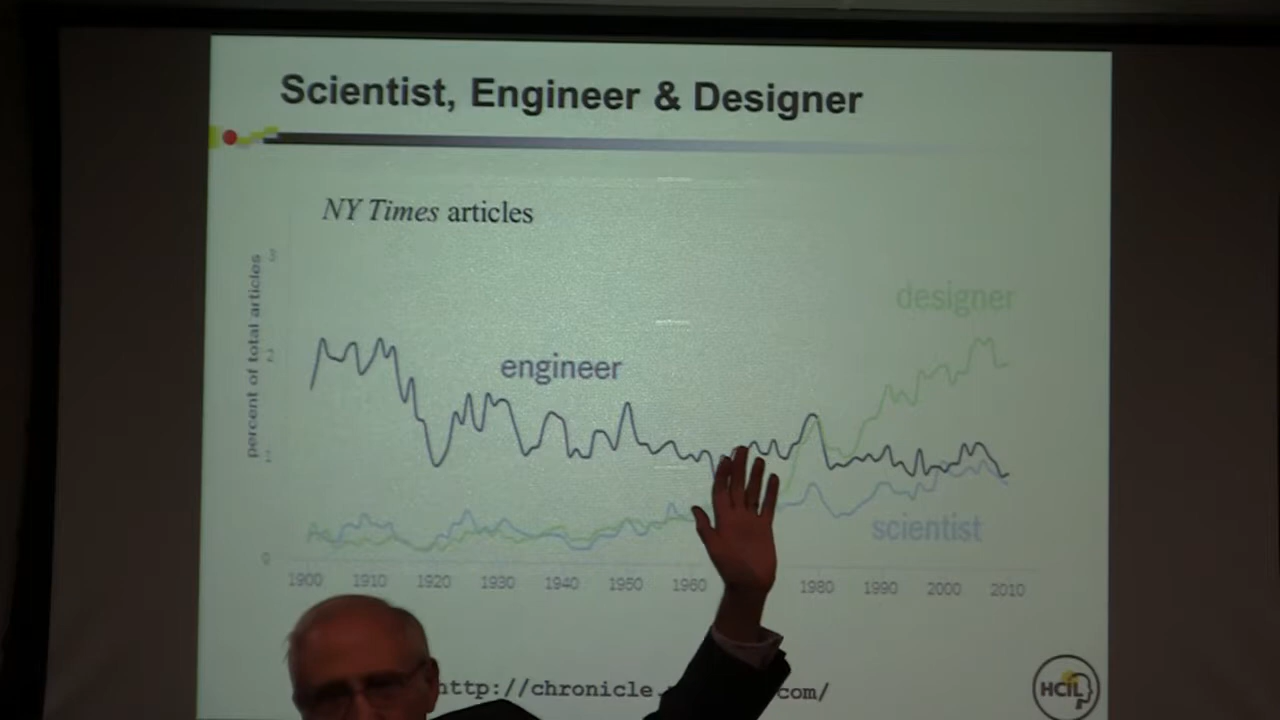 Scientist, Engineer & Designer
NY Times articles
percent of total articles
3
2
1
0
designer
engineer
scientist
1900 1910 1920 1930 1940 1950 1960 1980 1990 2000 2010
http://chronicle. com/
HCIL